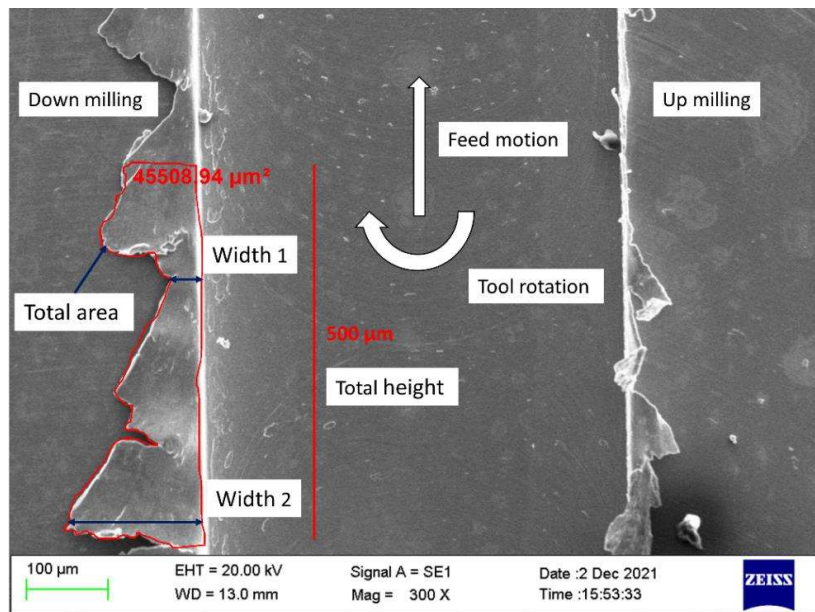 Down milling
Up milling
Feed motion
45508.94 µm²
Width 1
Total area
Tool rotation
500 µm
Total height
Width 2
100 µm
EHT = 20.00 kV
Signal A = SE1
Date :2 Dec 2021
WD = 13.0 mm
Mag = 300 X
Time :15:53:33
ZEISS